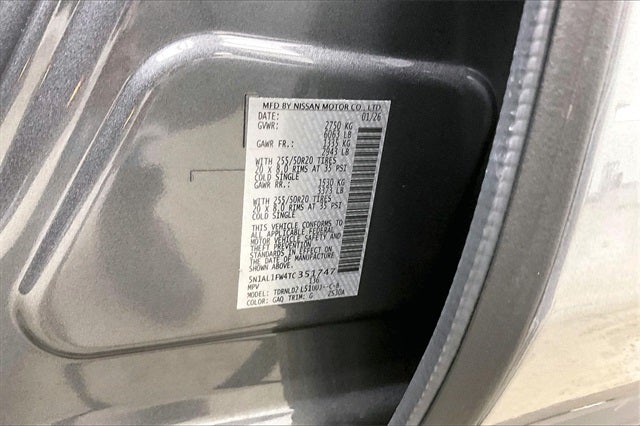 MFD BY NISSAN MOTOR CO., LTD.
DATE: 01/26
GVWR: 2750 KG
6063 LB
GAWR FR.: 1335 KG
2943 LB
WITH 255/50R20 TIRES
20 x 8.0 RIMS AT 35 PSI
COLD SINGLE
GAWR RR.: 1530 KG
3373 LB
WITH 255/50R20 TIRES
20 x 8.0 RIMS AT 35 PSI
COLD SINGLE
THIS VEHICLE CONFORMS TO
ALL APPLICABLE FEDERAL
MOTOR VEHICLE SAFETY AND
THEFT PREVENTION
STANDARDS IN EFFECT ON
THE DATE OF MANUFACTURE
SHOWN ABOVE.
5N1AL1FW4TC351747
MPV 136
MODEL:
COLOR: GAQ TRIM: G